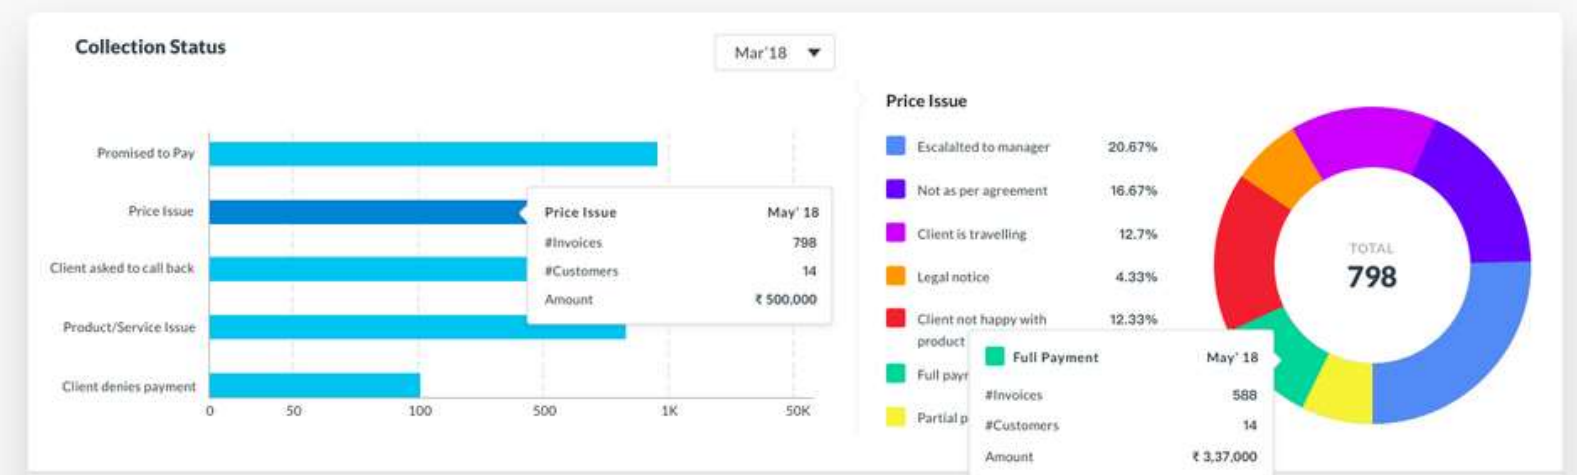 Collection Status
Mar'18
Promised to Pay
Price Issue
Client asked to call back
Product/Service Issue
Client denies payment
0 50 100 500 1K 50K
Price Issue May' 18
#Invoices 798
#Customers 14
Amount ₹ 500,000
Price Issue
Escalalted to manager 20.67%
Not as per agreement 16.67%
Client is travelling 12.7%
Legal notice 4.33%
Client not happy with 12.33%
product
Full
Partial
TOTAL
798
Full Payment May' 18
#Invoices 588
#Customers 14
Amount ₹ 3,37,000